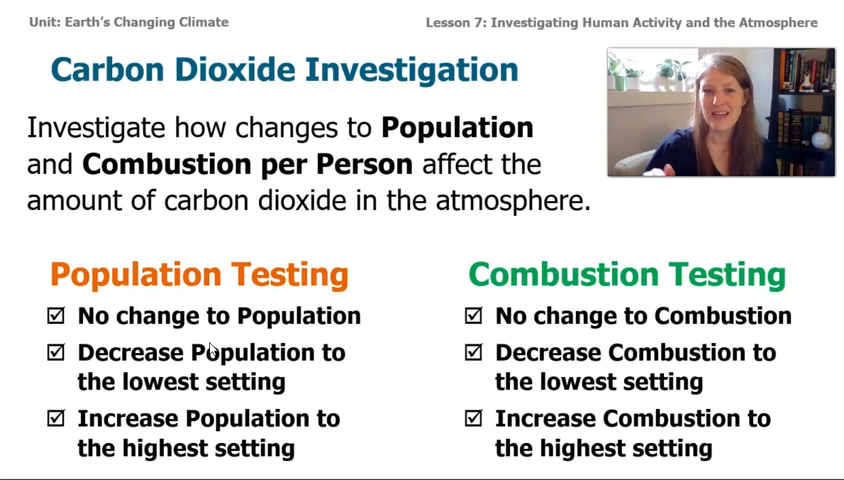 Unit: Earth's Changing Climate
Lesson 7: Investigating Human Activity and the Atmosphere
Carbon Dioxide Investigation
Investigate how changes to Population
and Combustion per Person affect the
amount of carbon dioxide in the atmosphere.
Population Testing
☑ No change to Population
☑ Decrease Population to
the lowest setting
☑ Increase Population to
the highest setting
Combustion Testing
☑ No change to Combustion
☑ Decrease Combustion to
the lowest setting
☑ Increase Combustion to
the highest setting